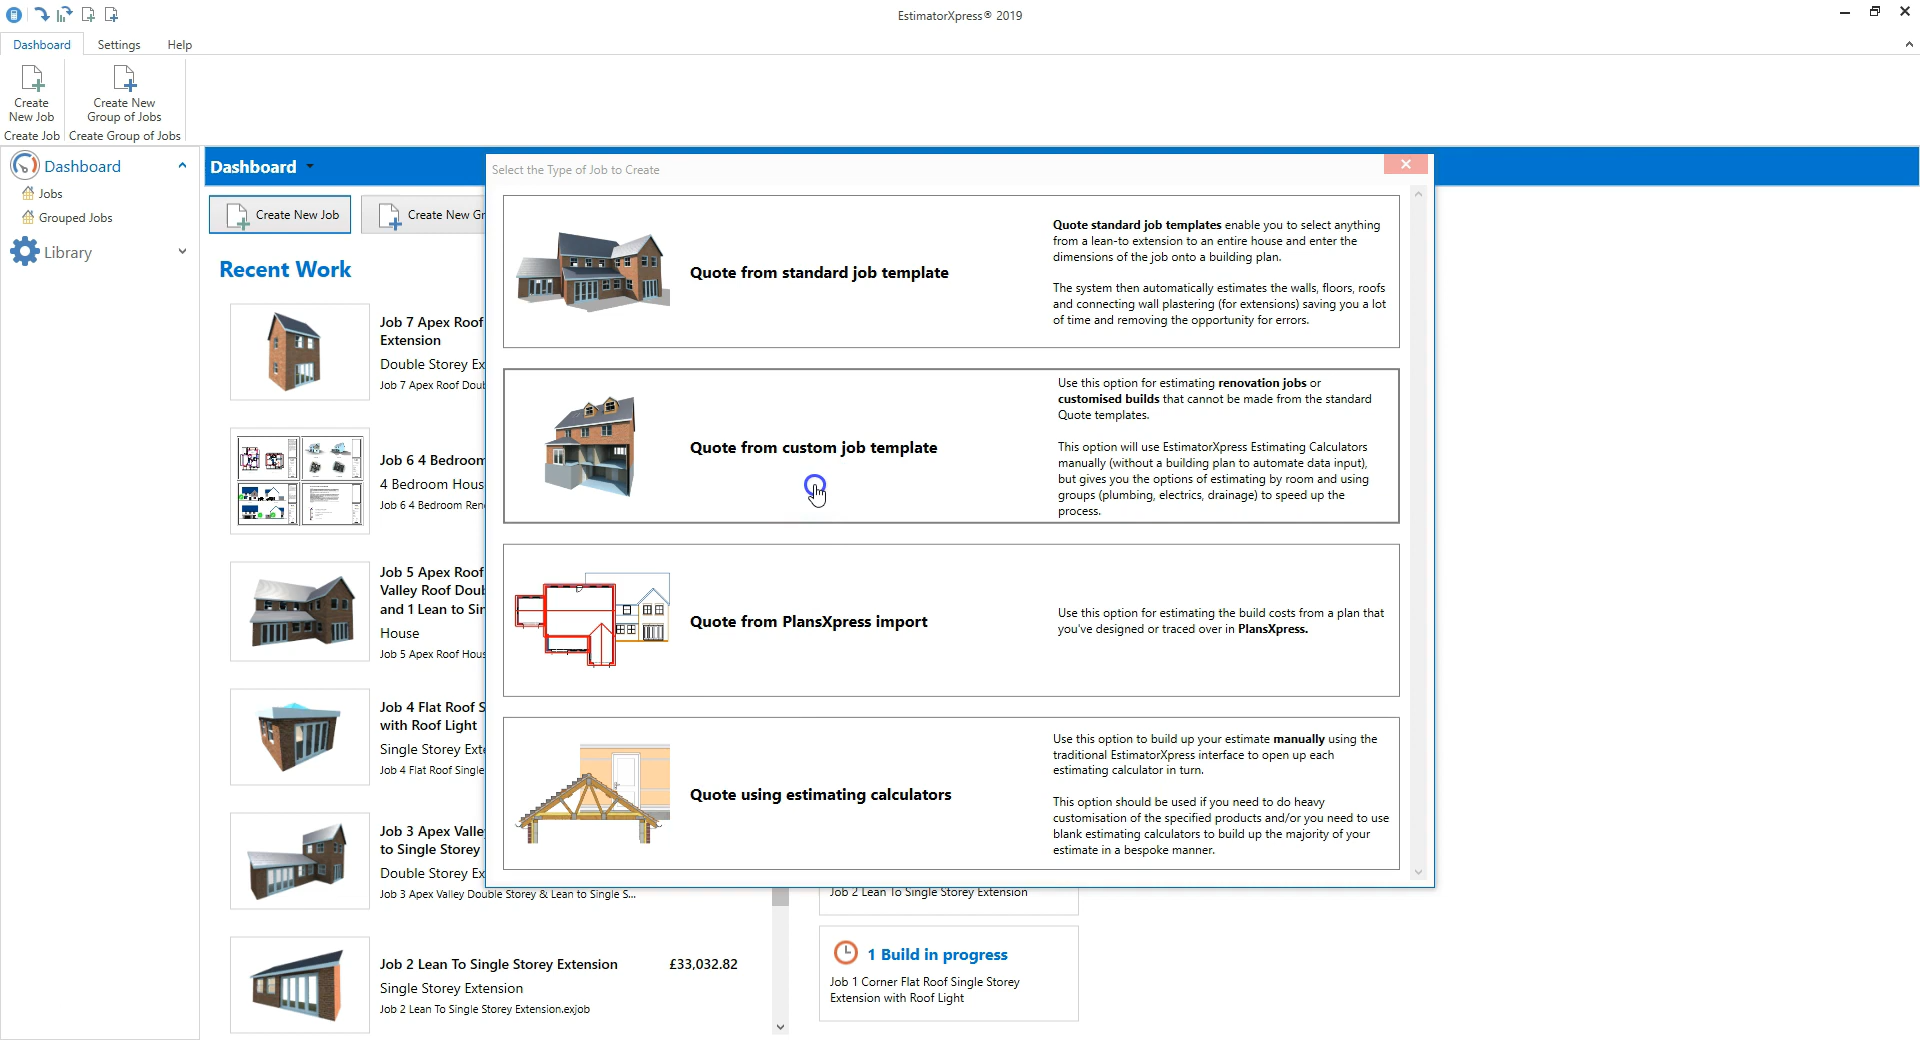 EstimatorXpress® 2019
Dashboard
Settings
Help
Create
New Job
Create New
Group of Jobs
Create Job
Create Group of Jobs
Dashboard
Jobs
Grouped Jobs
Library
Dashboard
Create New Job
Create New Gr
Recent Work
Job 7 Apex Roof
Extension
Double Storey Ex
Job 7 Apex Roof Doub
Job 6 4 Bedroom
4 Bedroom Hous
Job 6 4 Bedroom Ren
Job 5 Apex Roof
Valley Roof Doub
and 1 Lean to Sin
House
Job 5 Apex Roof Hous
Job 4 Flat Roof S
with Roof Light
Single Storey Exte
Job 4 Flat Roof Single
Job 3 Apex Valle
to Single Storey
Double Storey Ex
Job 3 Apex Valley Double Storey & Lean to Single S...
Job 2 Lean To Single Storey Extension
£33,032.82
Single Storey Extension
Job 2 Lean To Single Storey Extension.exjob
Select the Type of Job to Create
Quote from standard job template
Quote standard job templates enable you to select anything
from a lean-to extension to an entire house and enter the
dimensions of the job onto a building plan.
The system then automatically estimates the walls, floors, roofs
and connecting wall plastering (for extensions) saving you a lot
of time and removing the opportunity for errors.
Quote from custom job template
Use this option for estimating renovation jobs or
customised builds that cannot be made from the standard
Quote templates.
This option will use EstimatorXpress Estimating Calculators
manually (without a building plan to automate data input),
but gives you the options of estimating by room and using
groups (plumbing, electrics, drainage) to speed up the
process.
Quote from PlansXpress import
Use this option for estimating the build costs from a plan that
you've designed or traced over in PlansXpress.
Quote using estimating calculators
Use this option to build up your estimate manually using the
traditional EstimatorXpress interface to open up each
estimating calculator in turn.
This option should be used if you need to do heavy
customisation of the specified products and/or you need to use
blank estimating calculators to build up the majority of your
estimate in a bespoke manner.
Job 2 Lean To Single Storey Extension
1 Build in progress
Job 1 Corner Flat Roof Single Storey
Extension with Roof Light